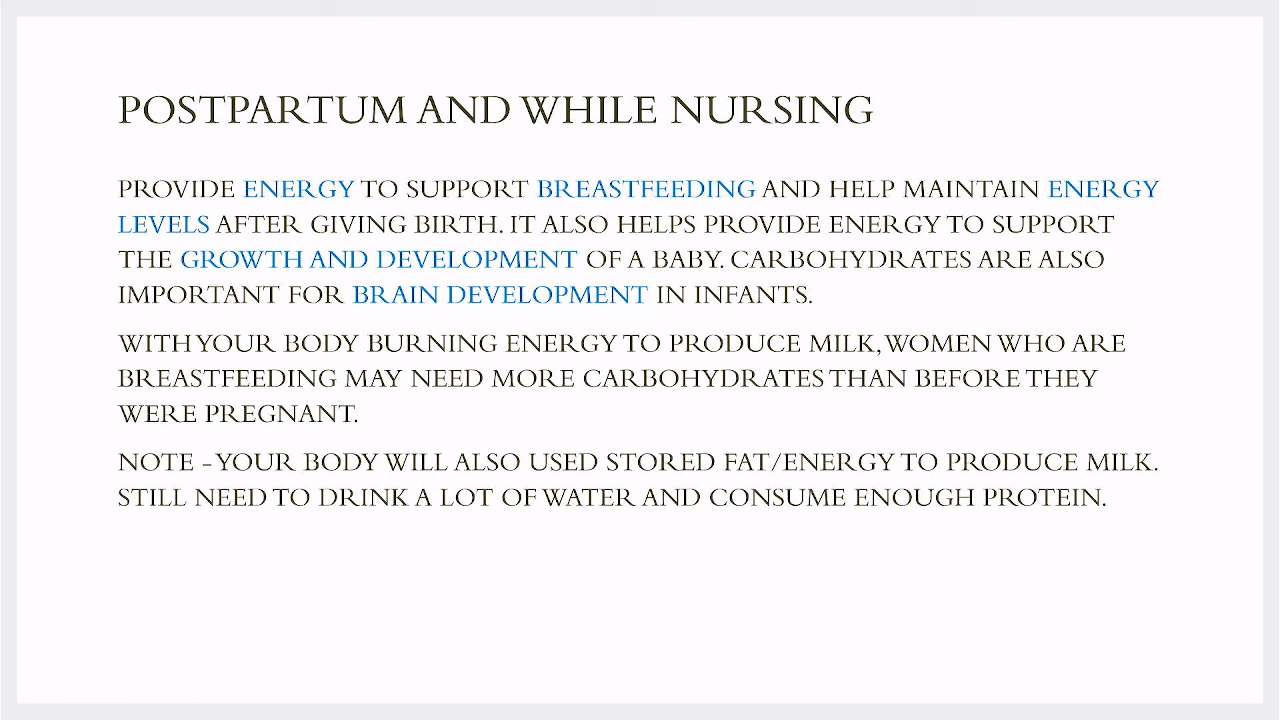 POSTPARTUM AND WHILE NURSING
PROVIDE ENERGY TO SUPPORT BREASTFEEDING AND HELP MAINTAIN ENERGY
LEVELS AFTER GIVING BIRTH. IT ALSO HELPS PROVIDE ENERGY TO SUPPORT
THE GROWTH AND DEVELOPMENT OF A BABY. CARBOHYDRATES ARE ALSO
IMPORTANT FOR BRAIN DEVELOPMENT IN INFANTS.
WITH YOUR BODY BURNING ENERGY TO PRODUCE MILK, WOMEN WHO ARE
BREASTFEEDING MAY NEED MORE CARBOHYDRATES THAN BEFORE THEY
WERE PREGNANT.
NOTE – YOUR BODY WILL ALSO USED STORED FAT/ENERGY TO PRODUCE MILK.
STILL NEED TO DRINK A LOT OF WATER AND CONSUME ENOUGH PROTEIN.